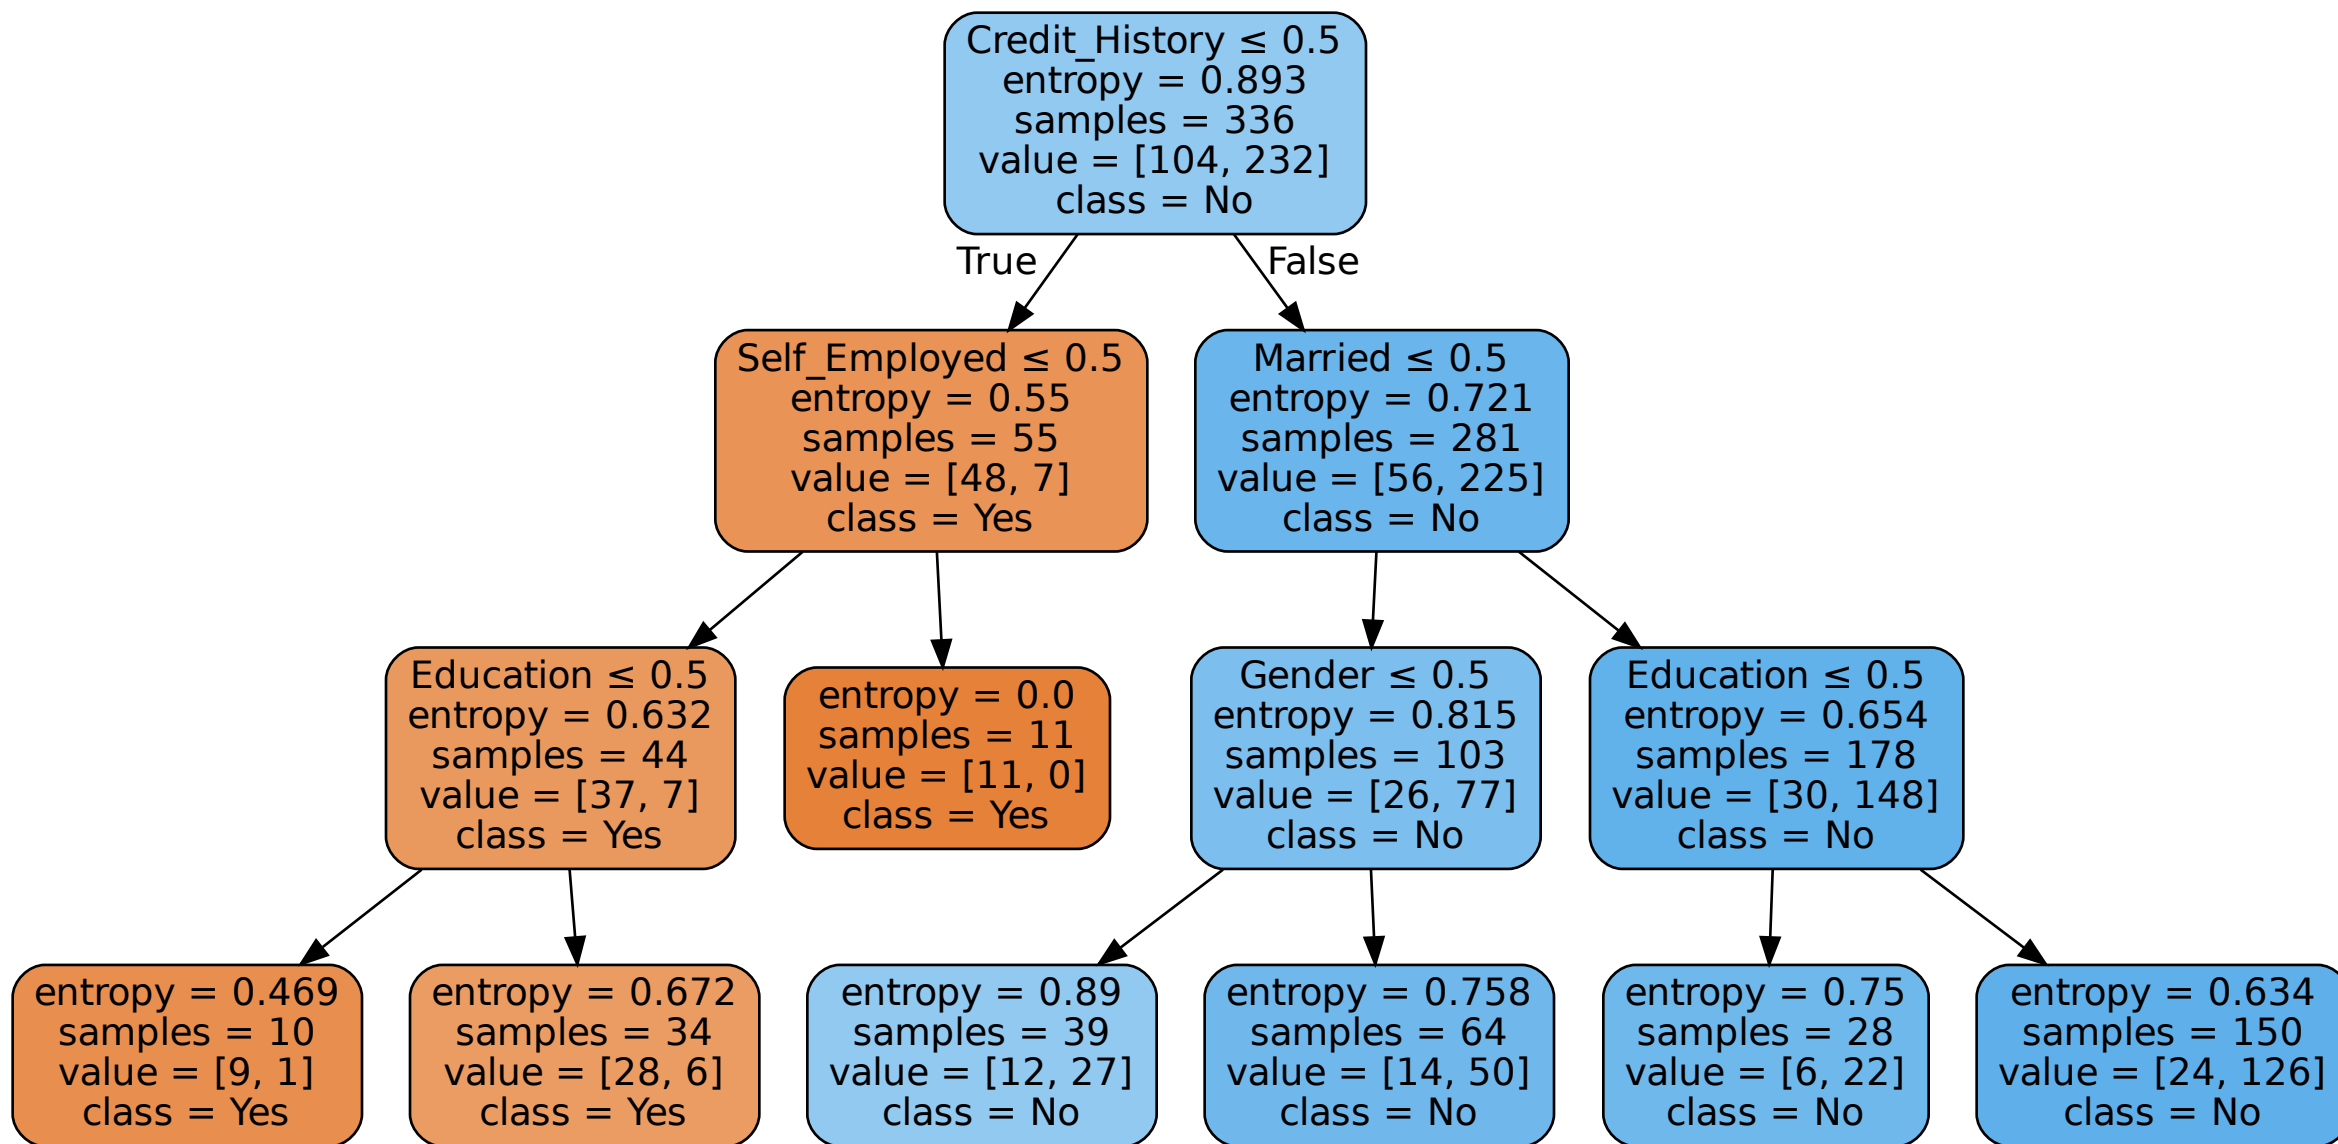 Credit_History ≤ 0.5
entropy = 0.893
samples = 336
value = [104, 232]
class = No
True
False
Self_Employed ≤ 0.5
entropy = 0.55
samples = 55
value = [48, 7]
class = Yes
Married ≤ 0.5
entropy = 0.721
samples = 281
value = [56, 225]
class = No
Education ≤ 0.5
entropy = 0.632
samples = 44
value = [37, 7]
class = Yes
entropy = 0.0
samples = 11
value = [11, 0]
class = Yes
Gender ≤ 0.5
entropy = 0.815
samples = 103
value = [26, 77]
class = No
Education ≤ 0.5
entropy = 0.654
samples = 178
value = [30, 148]
class = No
entropy = 0.469
samples = 10
value = [9, 1]
class = Yes
entropy = 0.672
samples = 34
value = [28, 6]
class = Yes
entropy = 0.89
samples = 39
value = [12, 27]
class = No
entropy = 0.758
samples = 64
value = [14, 50]
class = No
entropy = 0.75
samples = 28
value = [6, 22]
class = No
entropy = 0.634
samples = 150
value = [24, 126]
class = No